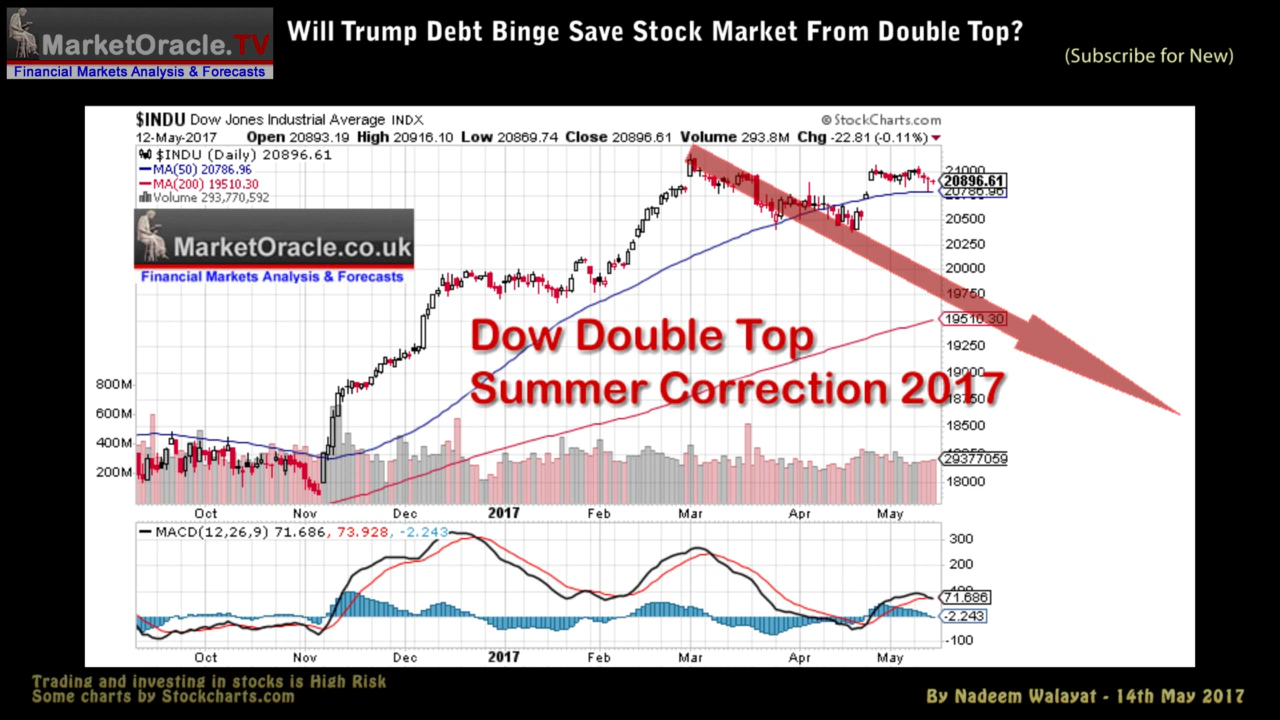 MarketOracle.TV
Financial Markets Analysis & Forecasts
Will Trump Debt Binge Save Stock Market From Double Top?
(Subscribe for New)
$INDU Dow Jones Industrial Average INDX
© StockCharts.com
12-May-2017 Open 20893.19 High 20916.10 Low 20869.74 Close 20896.61 Volume 293.8M Chg -22.81 (-0.11%)
$INDU (Daily) 20896.61
MA(50) 20786.96
MA(200) 19510.30
Volume 293,770,592
MarketOracle.co.uk
Financial Markets Analysis & Forecasts
21000
20896.61
20786.96
20500
20250
20000
19750
19510.30
19250
19000
18750
18500
18000
Dow Double Top
Summer Correction 2017
800M
600M
400M
200M
29377059
Oct Nov Dec 2017 Feb Mar Apr May
MACD(12,26,9) 71.686, 73.928, -2.243
300
200
71.686
-2.243
-100
Oct Nov Dec 2017 Feb Mar Apr May
Trading and investing in stocks is High Risk
Some charts by Stockcharts.com
By Nadeem Walayat - 14th May 2017